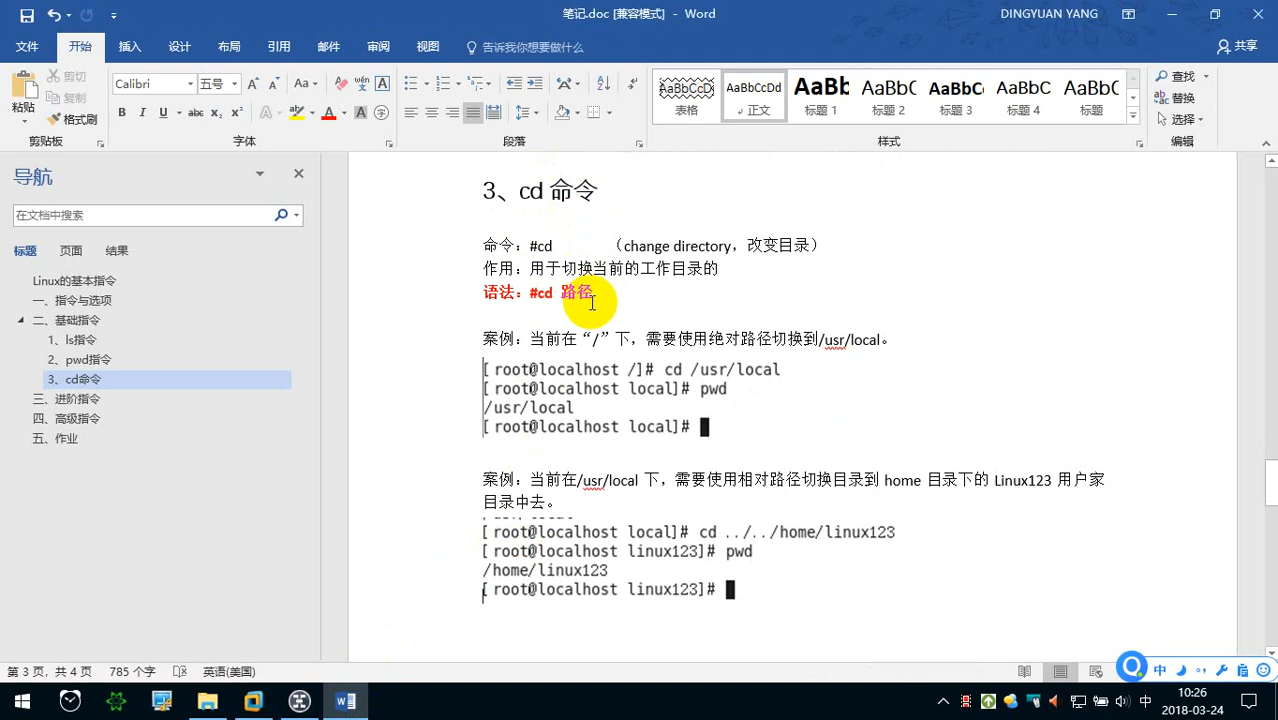 笔记.doc [兼容模式] - Word
DINGYUAN YANG
文件 开始 插入 设计 布局 引用 邮件 审阅 视图 告诉我你想要做什么
共享
粘贴 剪切
复制
格式刷
Calibri 五号
AaBbCcDd AaBbCcDd AaBb AaBbC AaBbC AaBbC AaBbC
表格 正文 标题 1 标题 2 标题 3 标题 4 标题
查找
替换
选择
剪贴板 字体 段落 样式 编辑
导航
在文档中搜索
标题 页面 结果
Linux的基本指令
一、指令与选项
二、基础指令
1、ls指令
2、pwd指令
3、cd命令
三、进阶指令
四、高级指令
五、作业
3、cd 命令
命令：#cd （change directory，改变目录）
作用：用于切换当前的工作目录的
语法：#cd 路径
案例：当前在“/”下，需要使用绝对路径切换到/usr/local。
[ root@localhost /]# cd /usr/local
[ root@localhost local]# pwd
/usr/local
[ root@localhost local]#
案例：当前在/usr/local 下，需要使用相对路径切换目录到 home 目录下的 Linux123 用户家
目录中去。
[ root@localhost local]# cd ../../home/linux123
[ root@localhost linux123]# pwd
/home/linux123
[ root@localhost linux123]#
第 3 页，共 4 页 785 个字 英语(美国)
中
中
10:26
2018-03-24